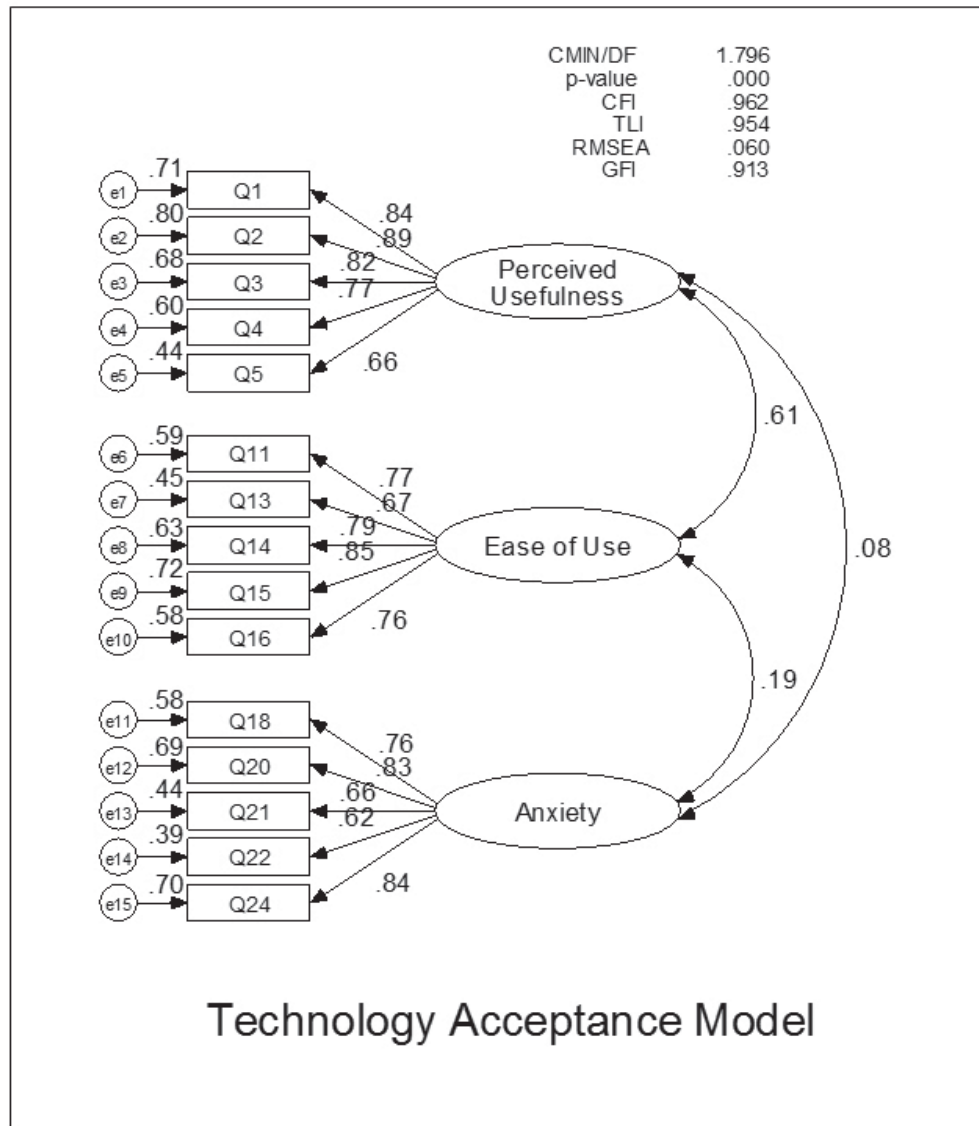 CMIN/DF 1.796
p-value .000
CFI .962
TLI .954
RMSEA .060
GFI .913
.71
e1 Q1
.84
.80
e2 Q2
.89
.68
e3 Q3
.82
.60
e4 Q4
.77
.44
e5 Q5
.66
Perceived
Usefulness
.61
.59
e6 Q11
.77
.45
e7 Q13
.67
.63
e8 Q14
.79
.72
e9 Q15
.85
.58
e10 Q16
.76
Ease of Use
.08
.19
.58
e11 Q18
.76
.69
e12 Q20
.83
.44
e13 Q21
.66
.39
e14 Q22
.62
.70
e15 Q24
.84
Anxiety
Technology Acceptance Model